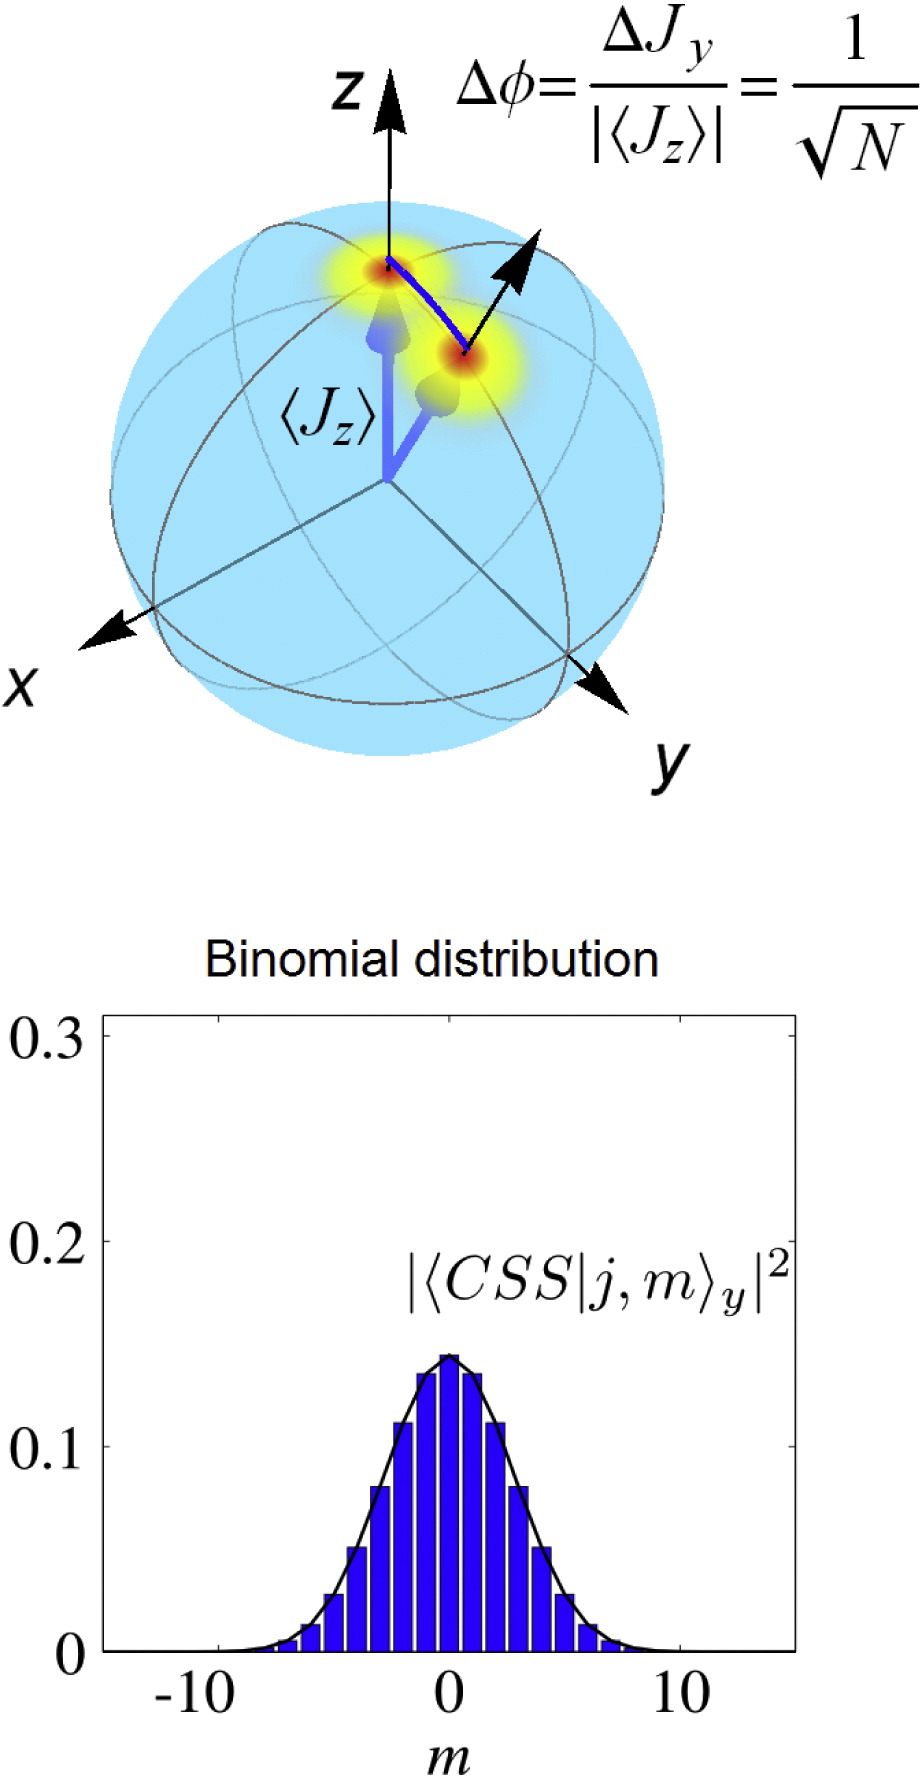 z
Δϕ= ΔJ_y / |⟨J_z⟩| = 1 / √N
⟨J_z⟩
x
y
Binomial distribution
0.3
0.2
|⟨CSS|j, m⟩_y|²
0.1
0
-10 0 10
m